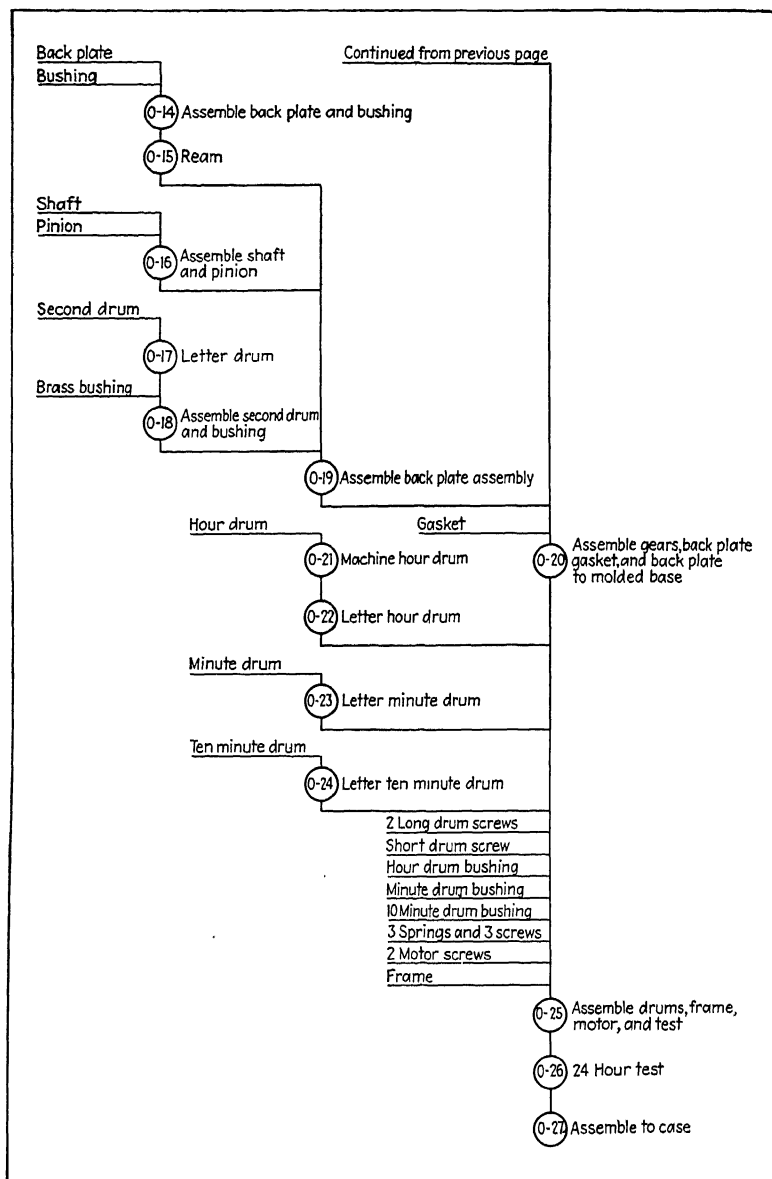 Back plate
Continued from previous page
Bushing
O-14 Assemble back plate and bushing
O-15 Ream
Shaft
Pinion
O-16 Assemble shaft
and pinion
Second drum
O-17 Letter drum
Brass bushing
O-18 Assemble second drum
and bushing
O-19 Assemble back plate assembly
Hour drum
Gasket
O-20 Assemble gears, back plate
gasket, and back plate
to molded base
O-21 Machine hour drum
O-22 Letter hour drum
Minute drum
O-23 Letter minute drum
Ten minute drum
O-24 Letter ten minute drum
2 Long drum screws
Short drum screw
Hour drum bushing
Minute drum bushing
10 Minute drum bushing
3 Springs and 3 screws
2 Motor screws
Frame
O-25 Assemble drums, frame,
motor, and test
O-26 24 Hour test
O-27 Assemble to case